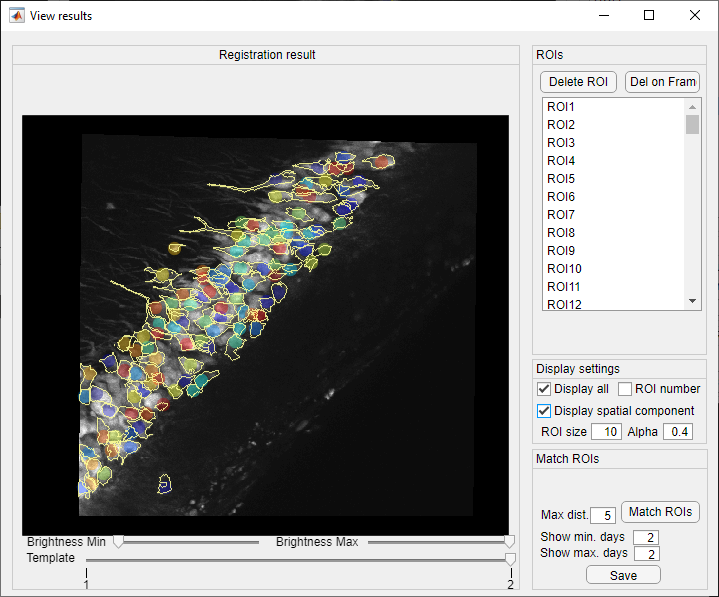 View results
Registration result
ROIs
Delete ROI
Del on Fram
ROI1
ROI2
ROI3
ROI4
ROI5
ROI6
ROI7
ROI8
ROI9
ROI10
ROI11
ROI12
Display settings
Display all
ROI number
Display spatial component
ROI size 10 Alpha 0.4
Match ROIs
Max dist. 5 Match ROIs
Show min. days 2
Show max. days 2
Save
Brightness Min
Brightness Max
Template
1
2